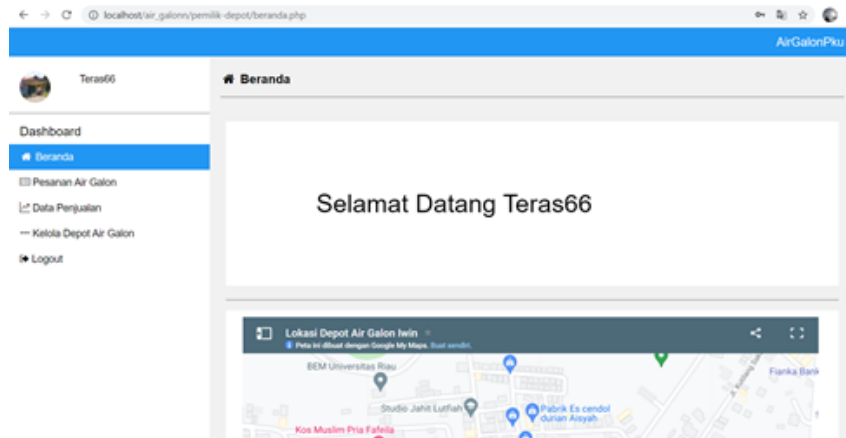 localhost/air_galonn/pemilik-depot/beranda.php
AirGalonPku
Teras66
Beranda
Dashboard
Beranda
Pesanan Air Galon
Data Penjualan
Kelola Depot Air Galon
Logout
Selamat Datang Teras66
Lokasi Depot Air Galon Iwin
Peta ini dibuat dengan Google My Maps. Buat sendiri.
BEM Universitas Riau
Fianka Bank
Studio Jahit Lutfiah
Pabrik Es cendol
durian Aisyah
Kos Muslim Pria Fafeila